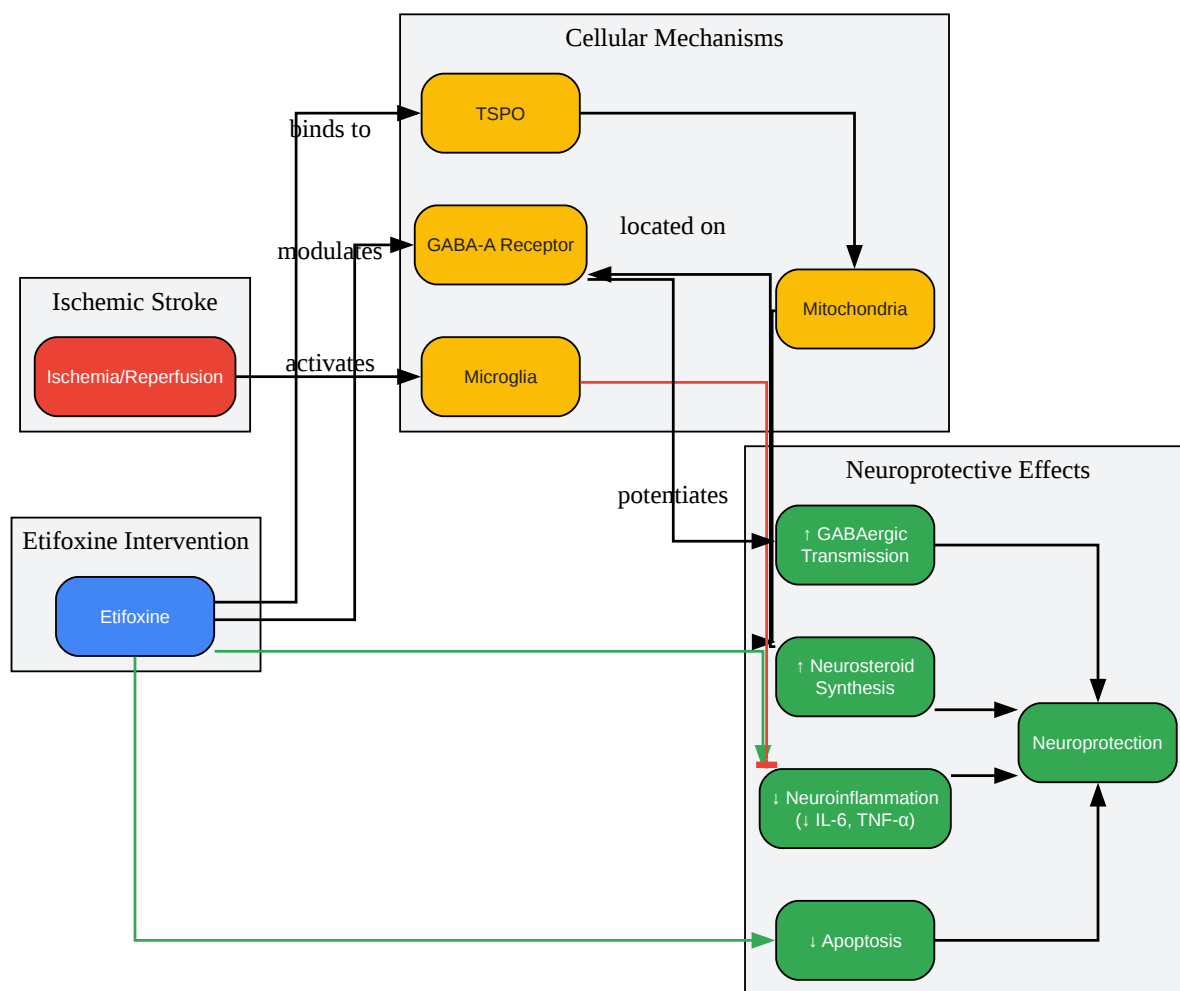 Cellular Mechanisms
TSPO
binds to
GABA-A Receptor
located on
modulates
Mitochondria
Ischemic Stroke
Ischemia/Reperfusion
activates
Microglia
Neuroprotective Effects
potentiates
↑ GABAergic
Transmission
Etifoxine Intervention
Etifoxine
↑ Neurosteroid
Synthesis
Neuroprotection
↓ Neuroinflammation
(↓ IL-6, TNF-α)
↓ Apoptosis